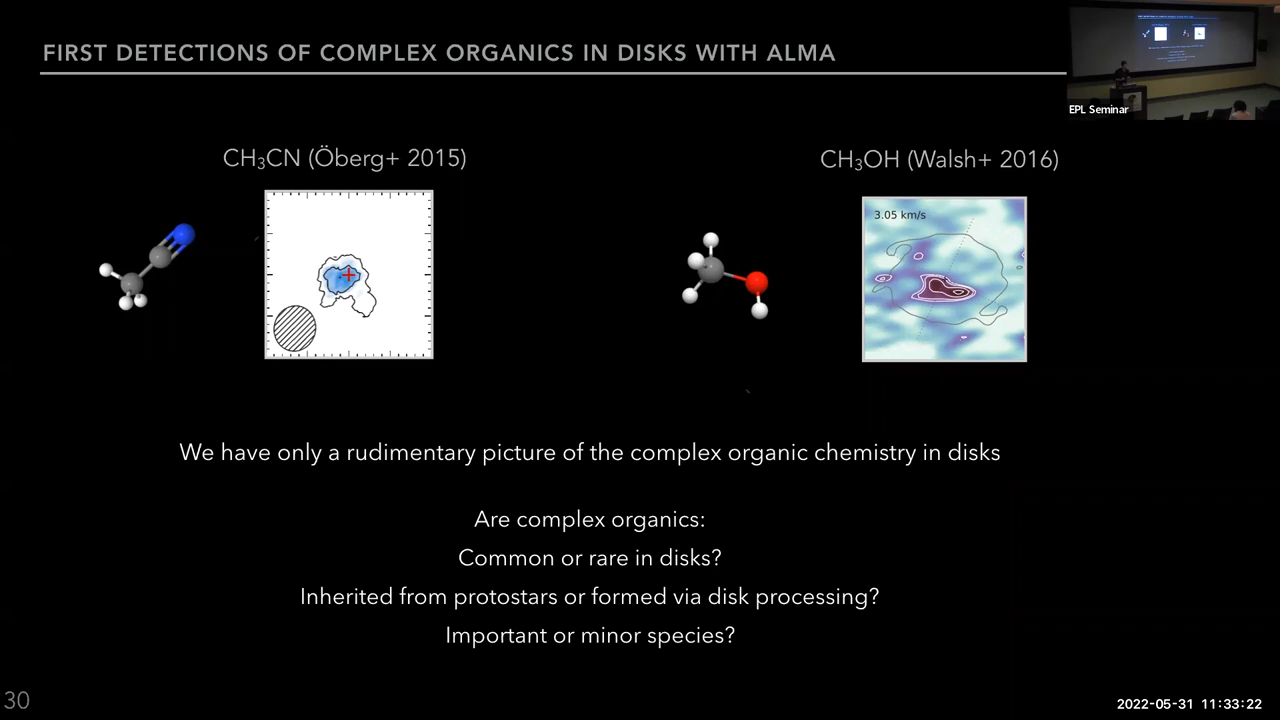 FIRST DETECTIONS OF COMPLEX ORGANICS IN DISKS WITH ALMA
EPL Seminar
CH₃CN (Öberg+ 2015)
CH₃OH (Walsh+ 2016)
3.05 km/s
We have only a rudimentary picture of the complex organic chemistry in disks
Are complex organics:
Common or rare in disks?
Inherited from protostars or formed via disk processing?
Important or minor species?
30
2022-05-31 11:33:22